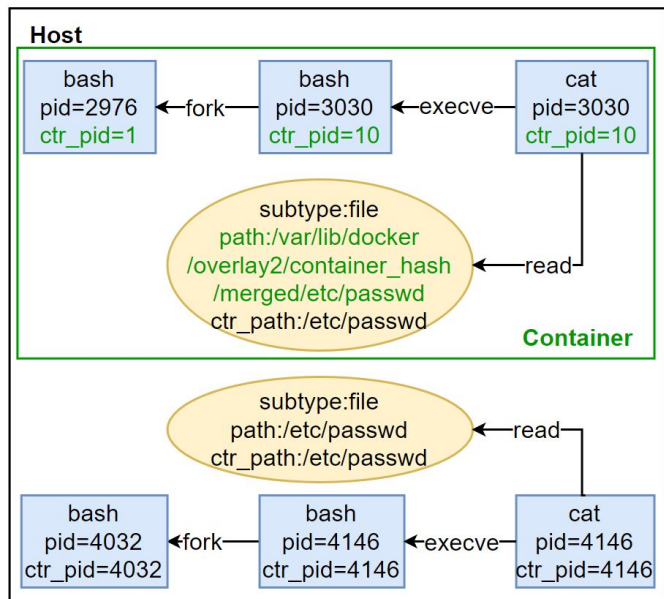 Host
bash
pid=2976
ctr_pid=1
fork
bash
pid=3030
ctr_pid=10
execve
cat
pid=3030
ctr_pid=10
subtype:file
path:/var/lib/docker
/overlay2/container_hash
/merged/etc/passwd
ctr_path:/etc/passwd
read
Container
subtype:file
path:/etc/passwd
ctr_path:/etc/passwd
read
bash
pid=4032
ctr_pid=4032
fork
bash
pid=4146
ctr_pid=4146
execve
cat
pid=4146
ctr_pid=4146